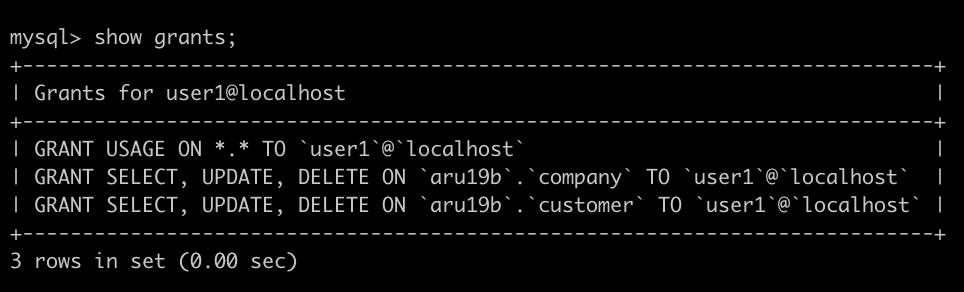 mysql> show grants;
+---------------------------------------------------------------------------+
| Grants for user1@localhost                                                |
+---------------------------------------------------------------------------+
| GRANT USAGE ON *.* TO `user1`@`localhost`                                 |
| GRANT SELECT, UPDATE, DELETE ON `aru19b`.`company` TO `user1`@`localhost`  |
| GRANT SELECT, UPDATE, DELETE ON `aru19b`.`customer` TO `user1`@`localhost` |
+---------------------------------------------------------------------------+
3 rows in set (0.00 sec)